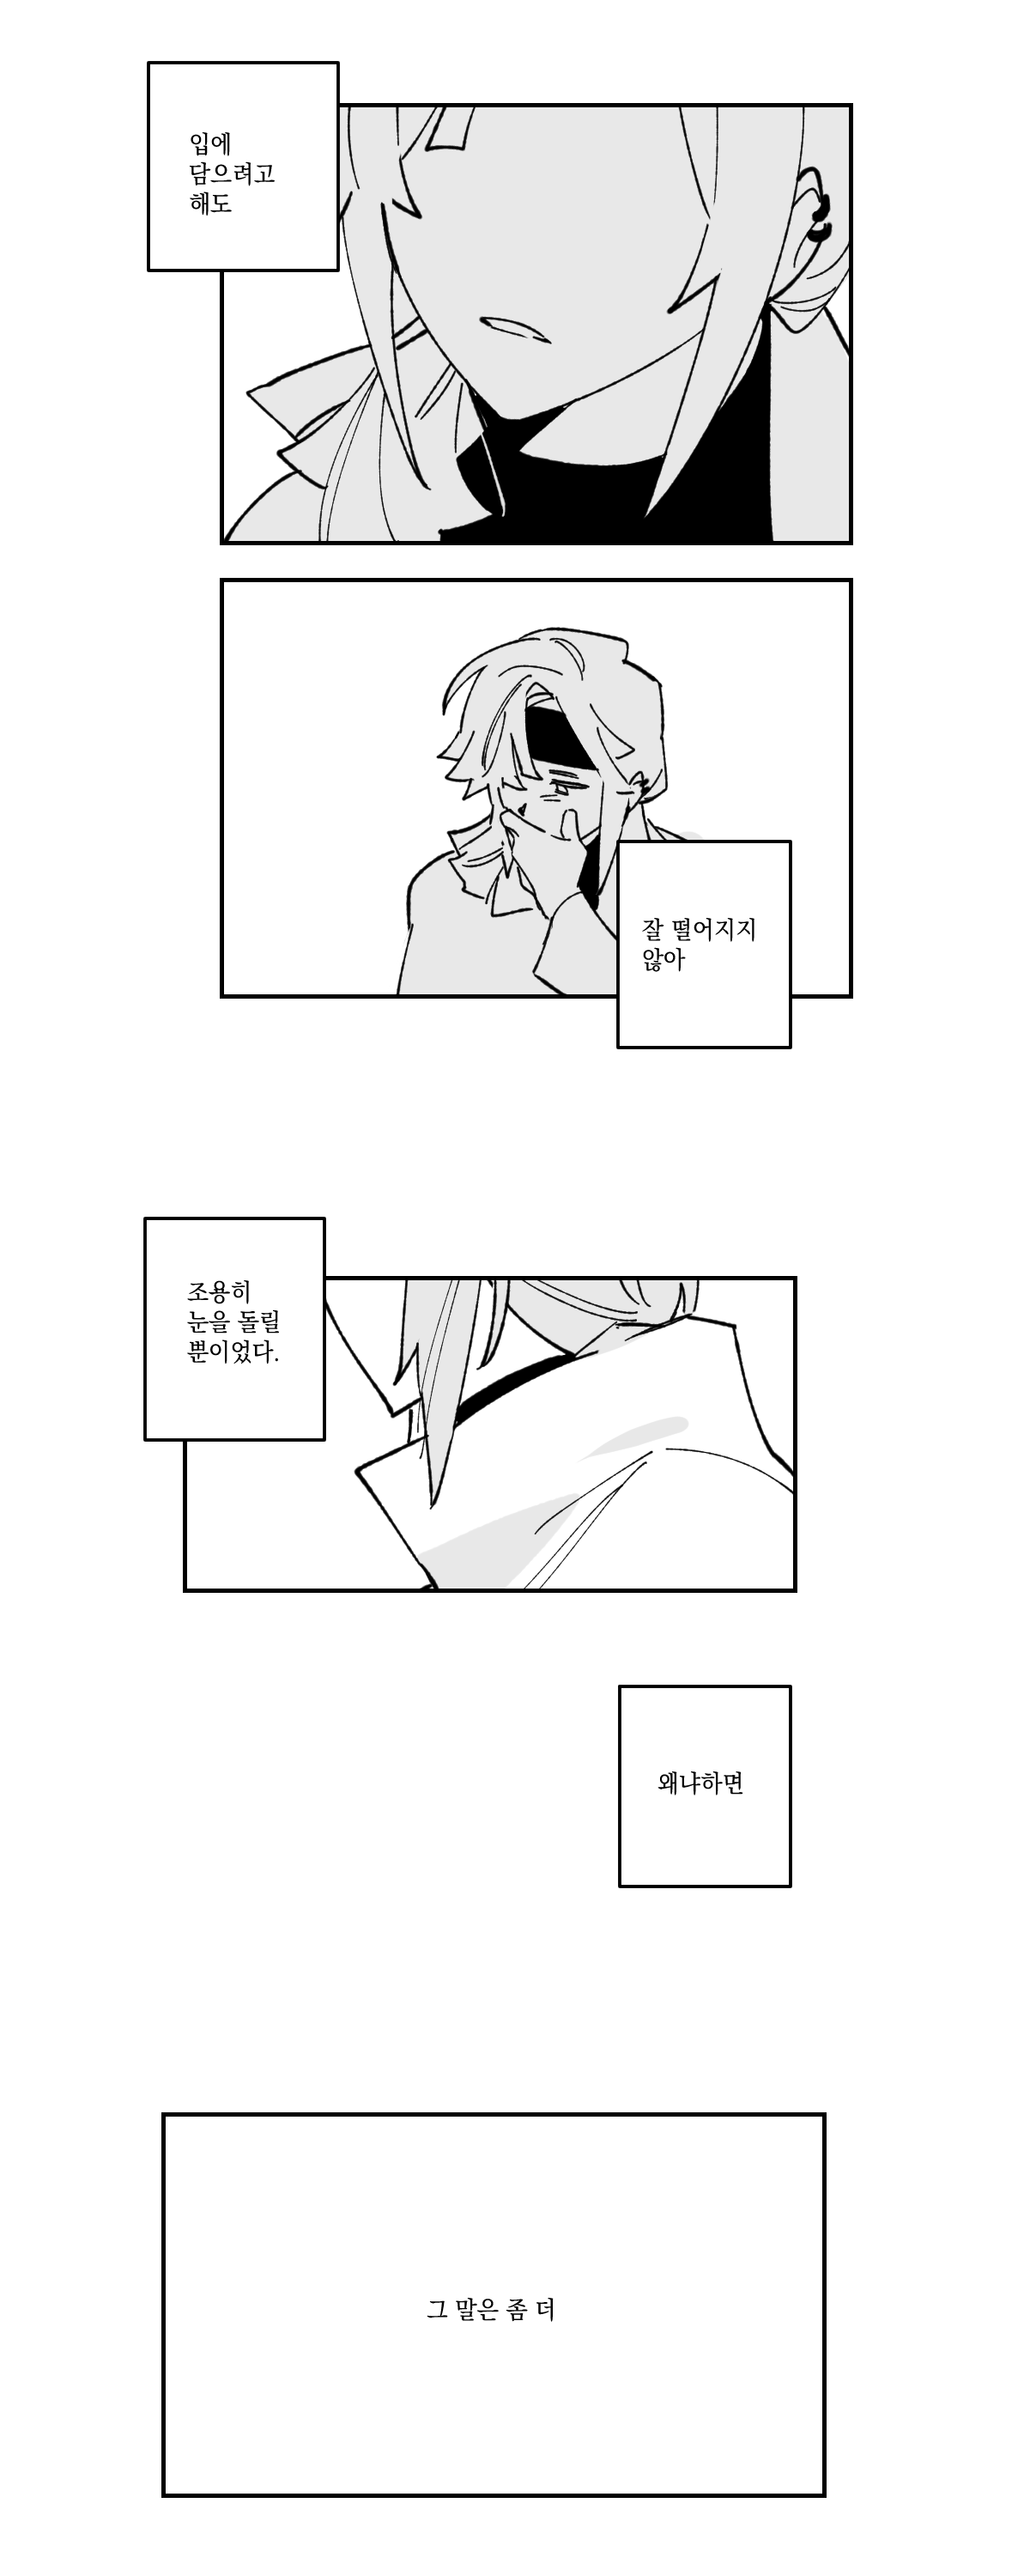 입에
담으려고
해도
잘 떨어지지
않아
조용히
눈을 돌릴
뿐이었다.
왜냐하면
그 말은 좀 더